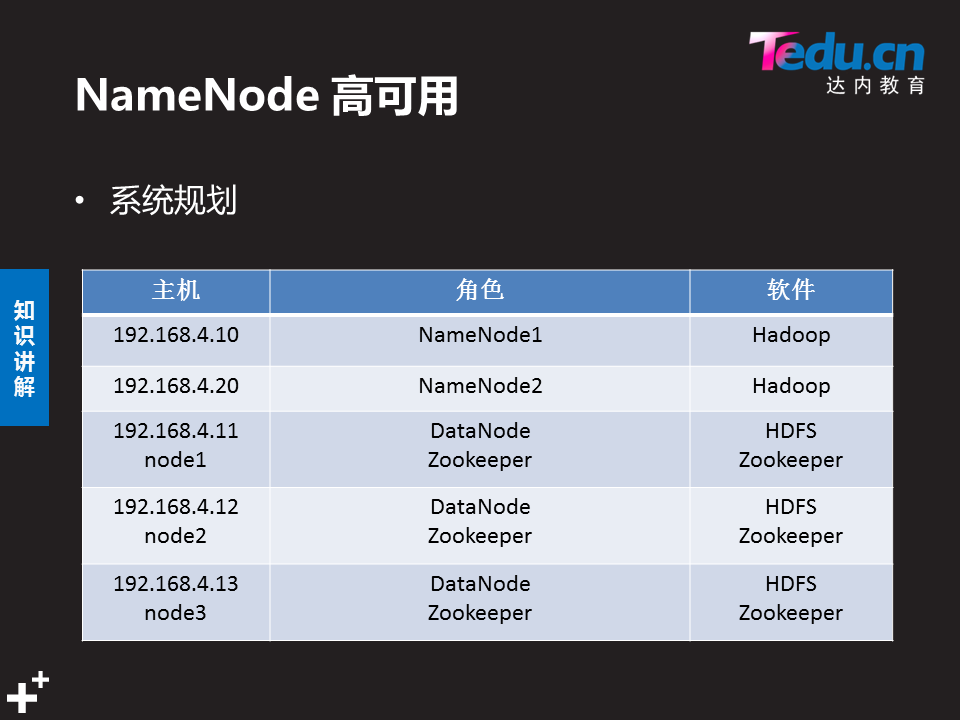 Tedu.cn
达内教育
NameNode 高可用
• 系统规划
知识讲解
主机 角色 软件
192.168.4.10 NameNode1 Hadoop
192.168.4.20 NameNode2 Hadoop
192.168.4.11 DataNode HDFS
node1 Zookeeper Zookeeper
192.168.4.12 DataNode HDFS
node2 Zookeeper Zookeeper
192.168.4.13 DataNode HDFS
node3 Zookeeper Zookeeper